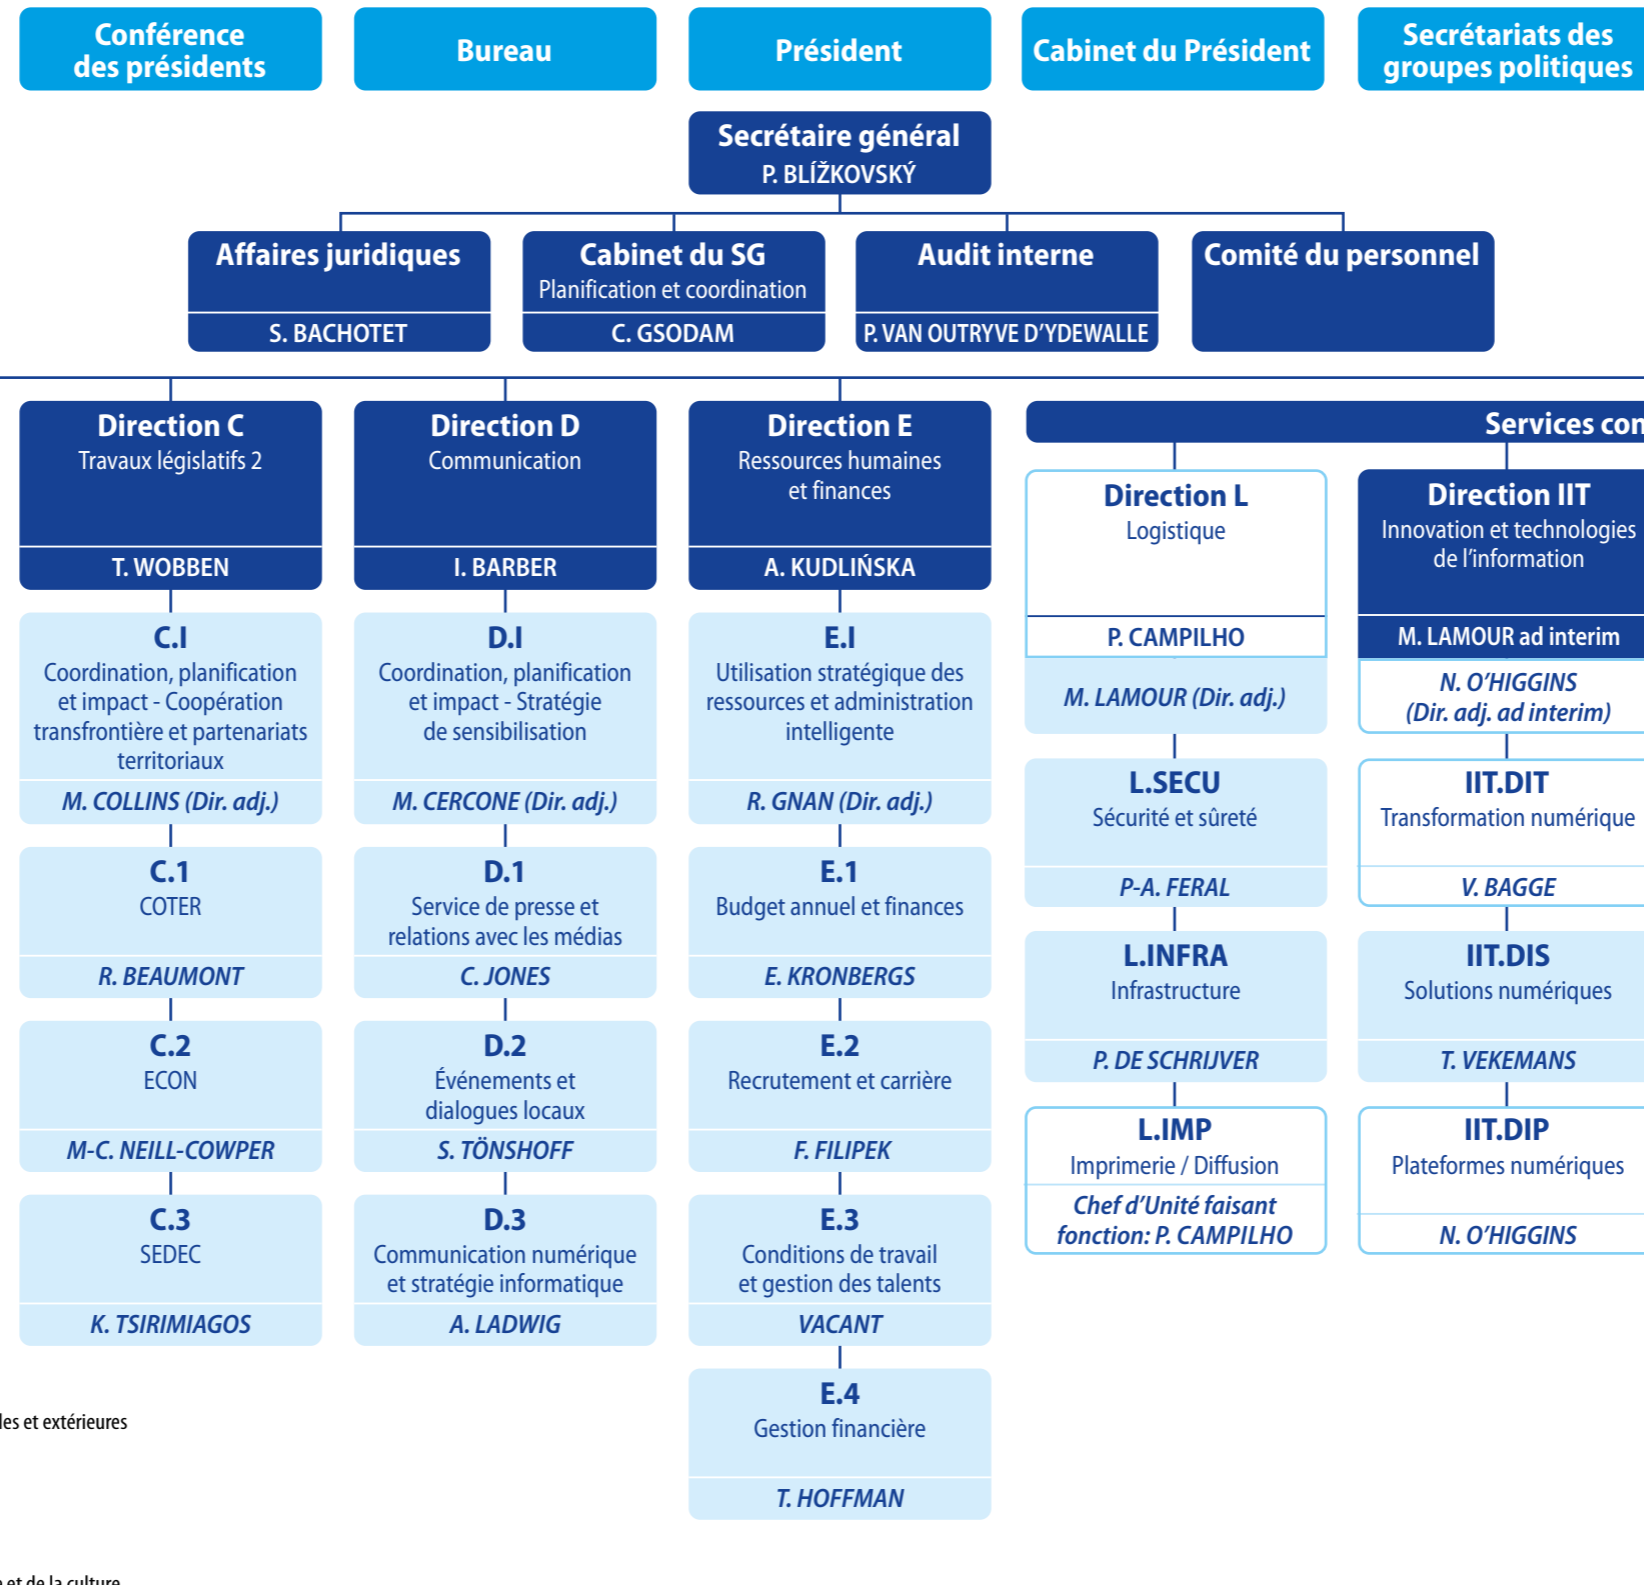 Conférence
des présidents
Bureau
Président
Cabinet du Président
Secrétariats des
groupes politiques
Secrétaire général
P. BLÍŽKOVSKÝ
Affaires juridiques
S. BACHOTET
Cabinet du SG
Planification et coordination
C. GSODAM
Audit interne
P. VAN OUTRYVE D'YDEWALLE
Comité du personnel
Direction C
Travaux législatifs 2
T. WOBBEN
C.I
Coordination, planification
et impact - Coopération
transfrontière et partenariats
territoriaux
M. COLLINS (Dir. adj.)
C.1
COTER
R. BEAUMONT
C.2
ECON
M-C. NEILL-COWPER
C.3
SEDEC
K. TSIRIMIAGOS
Direction D
Communication
I. BARBER
D.I
Coordination, planification
et impact - Stratégie
de sensibilisation
M. CERCONE (Dir. adj.)
D.1
Service de presse et
relations avec les médias
C. JONES
D.2
Événements et
dialogues locaux
S. TÖNSHOFF
D.3
Communication numérique
et stratégie informatique
A. LADWIG
Direction E
Ressources humaines
et finances
A. KUDLIŃSKA
E.I
Utilisation stratégique des
ressources et administration
intelligente
R. GNAN (Dir. adj.)
E.1
Budget annuel et finances
E. KRONBERGS
E.2
Recrutement et carrière
F. FILIPEK
E.3
Conditions de travail
et gestion des talents
VACANT
E.4
Gestion financière
T. HOFFMAN
Services con
Direction L
Logistique
P. CAMPILHO
M. LAMOUR (Dir. adj.)
L.SECU
Sécurité et sûreté
P-A. FERAL
L.INFRA
Infrastructure
P. DE SCHRIJVER
L.IMP
Imprimerie / Diffusion
Chef d'Unité faisant
fonction: P. CAMPILHO
Direction IIT
Innovation et technologies
de l'information
M. LAMOUR ad interim
N. O'HIGGINS
(Dir. adj. ad interim)
IIT.DIT
Transformation numérique
V. BAGGE
IIT.DIS
Solutions numériques
T. VEKEMANS
IIT.DIP
Plateformes numériques
N. O'HIGGINS
les et extérieures
et de la culture